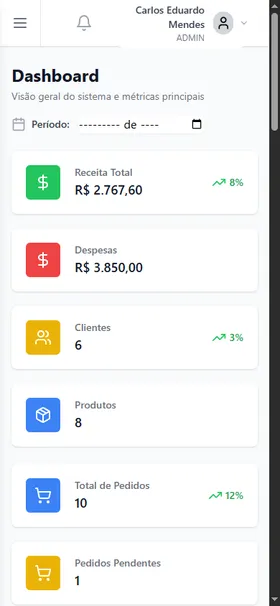 Carlos Eduardo
Mendes
ADMIN
Dashboard
Visão geral do sistema e métricas principais
Período: --------- de ----
Receita Total
R$ 2.767,60
8%
Despesas
R$ 3.850,00
Clientes
6
3%
Produtos
8
Total de Pedidos
10
12%
Pedidos Pendentes
1